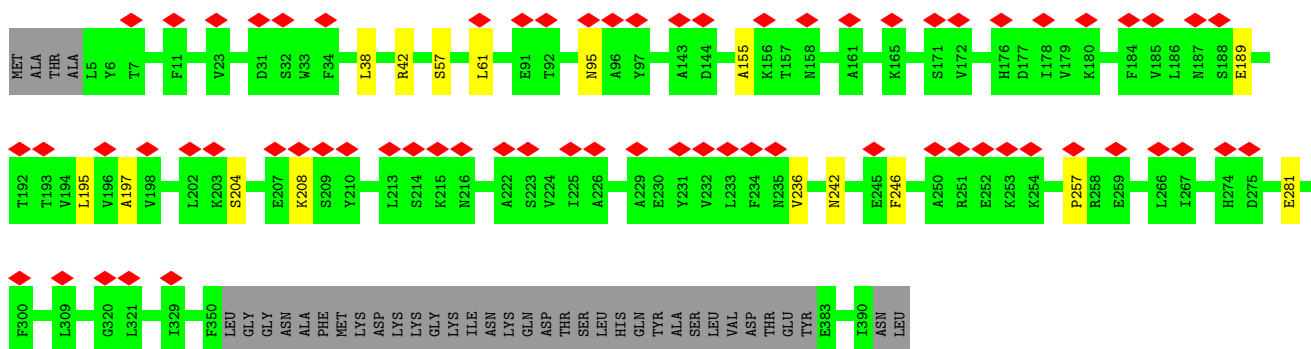 MET ALA THR ALA L5 Y6 T7 F11 V23 D31 S32 W33 F34 L38 R42 S57 L61 E91 T92 N95 A96 Y97 A143 D144 A155 K156 T157 N158 A161 K165 S171 V172 H176 D177 I178 V179 K180 F184 V185 L186 N187 S188 E189
T192 T193 V194 L195 V196 A197 V198 L202 K203 S204 E207 K208 S209 Y210 L213 S214 K215 N216 A222 S223 V224 I225 A226 A229 E230 Y231 V232 L233 F234 N235 V236 N242 E245 F246 A250 R251 E252 K253 K254 P257 R258 E259 L266 I267 H274 D275 E281
F300 L309 G320 L321 I329 F350 LEU GLY GLY ASN ALA PHE MET LYS ASP LYS LYS GLY LYS ILE ASN LYS GLN ASP THR SER LEU HIS GLN TYR ALA SER LEU VAL ASP THR GLU TYR E383 I390 ASN LEU